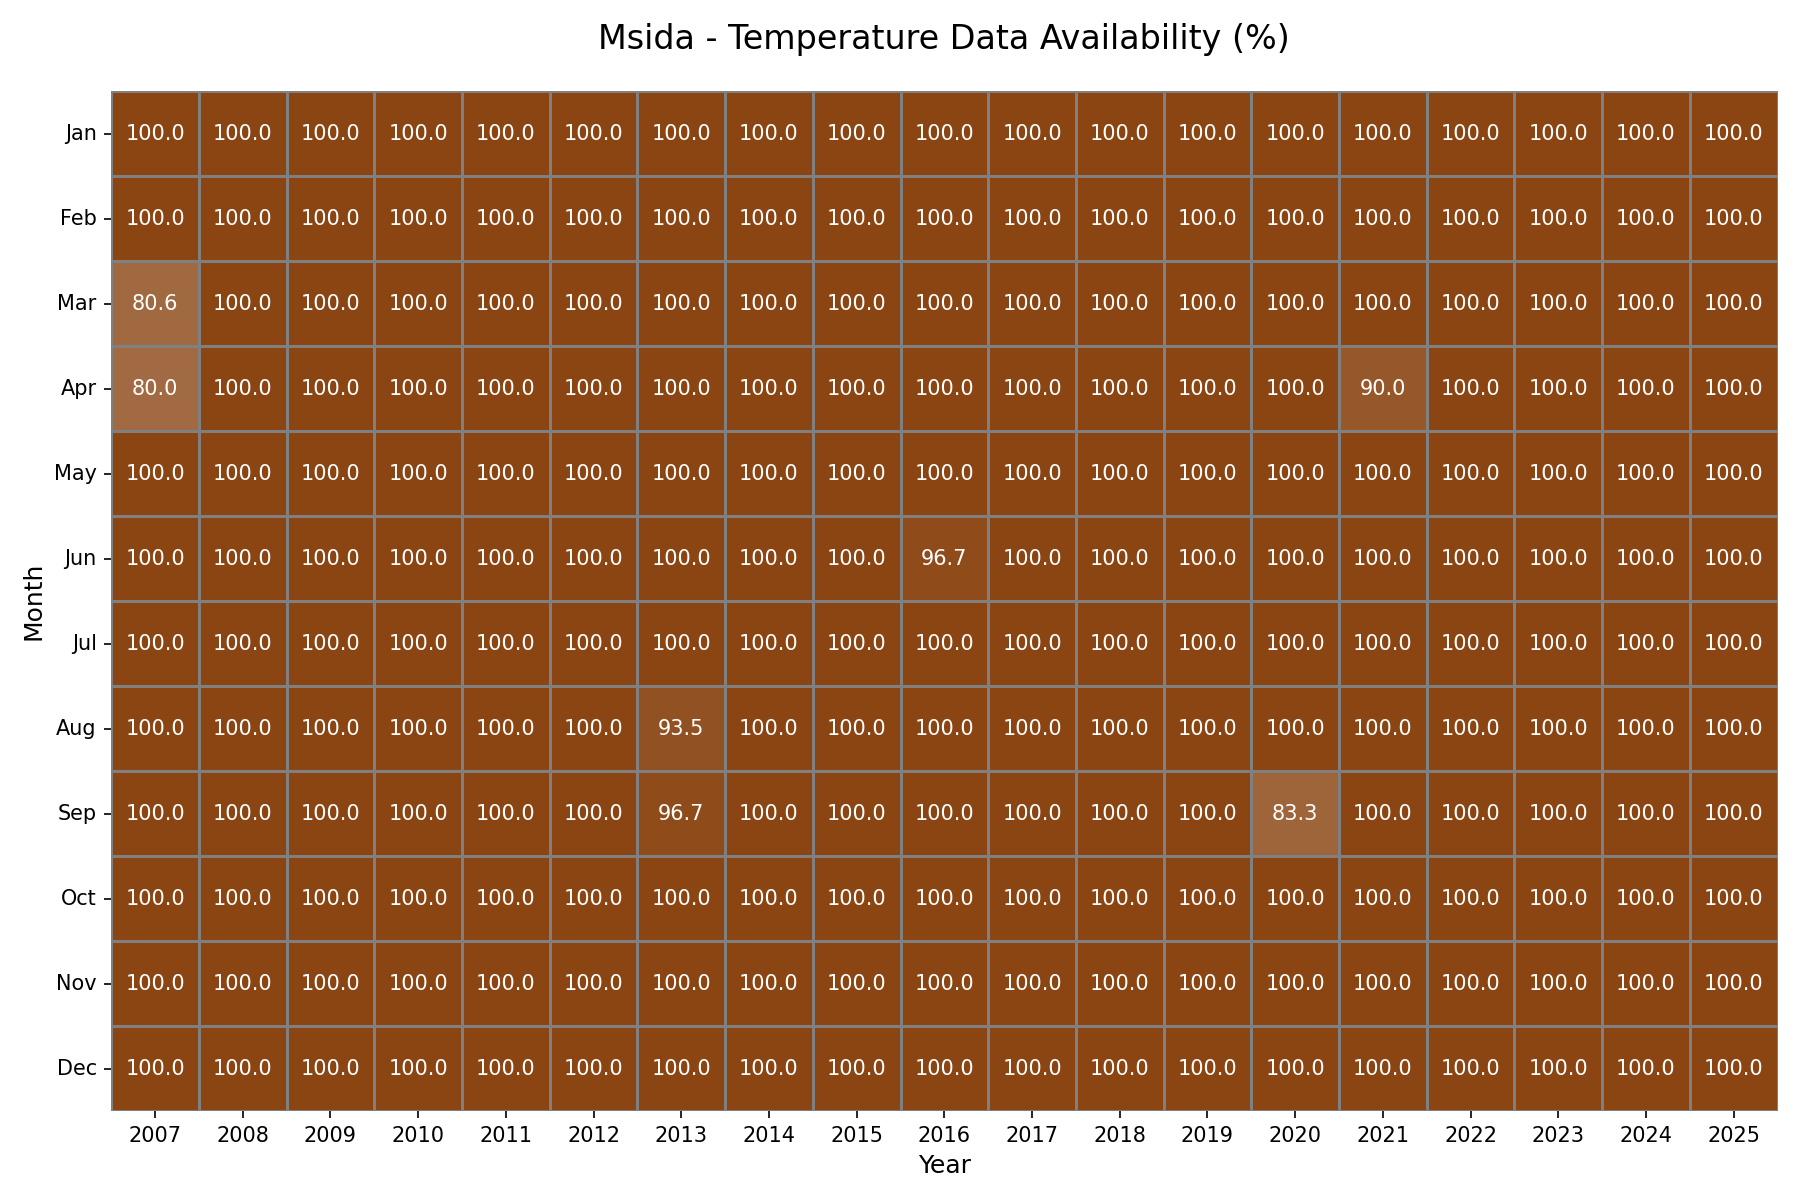 Msida - Temperature Data Availability (%)
Jan 100.0 100.0 100.0 100.0 100.0 100.0 100.0 100.0 100.0 100.0 100.0 100.0 100.0 100.0 100.0 100.0 100.0 100.0 100.0
Feb 100.0 100.0 100.0 100.0 100.0 100.0 100.0 100.0 100.0 100.0 100.0 100.0 100.0 100.0 100.0 100.0 100.0 100.0 100.0
Mar 80.6 100.0 100.0 100.0 100.0 100.0 100.0 100.0 100.0 100.0 100.0 100.0 100.0 100.0 100.0 100.0 100.0 100.0 100.0
Apr 80.0 100.0 100.0 100.0 100.0 100.0 100.0 100.0 100.0 100.0 100.0 100.0 100.0 100.0 90.0 100.0 100.0 100.0 100.0
May 100.0 100.0 100.0 100.0 100.0 100.0 100.0 100.0 100.0 100.0 100.0 100.0 100.0 100.0 100.0 100.0 100.0 100.0 100.0
Jun 100.0 100.0 100.0 100.0 100.0 100.0 100.0 100.0 100.0 96.7 100.0 100.0 100.0 100.0 100.0 100.0 100.0 100.0 100.0
Month
Jul 100.0 100.0 100.0 100.0 100.0 100.0 100.0 100.0 100.0 100.0 100.0 100.0 100.0 100.0 100.0 100.0 100.0 100.0 100.0
Aug 100.0 100.0 100.0 100.0 100.0 100.0 93.5 100.0 100.0 100.0 100.0 100.0 100.0 100.0 100.0 100.0 100.0 100.0 100.0
Sep 100.0 100.0 100.0 100.0 100.0 100.0 96.7 100.0 100.0 100.0 100.0 100.0 100.0 83.3 100.0 100.0 100.0 100.0 100.0
Oct 100.0 100.0 100.0 100.0 100.0 100.0 100.0 100.0 100.0 100.0 100.0 100.0 100.0 100.0 100.0 100.0 100.0 100.0 100.0
Nov 100.0 100.0 100.0 100.0 100.0 100.0 100.0 100.0 100.0 100.0 100.0 100.0 100.0 100.0 100.0 100.0 100.0 100.0 100.0
Dec 100.0 100.0 100.0 100.0 100.0 100.0 100.0 100.0 100.0 100.0 100.0 100.0 100.0 100.0 100.0 100.0 100.0 100.0 100.0
2007 2008 2009 2010 2011 2012 2013 2014 2015 2016 2017 2018 2019 2020 2021 2022 2023 2024 2025
Year